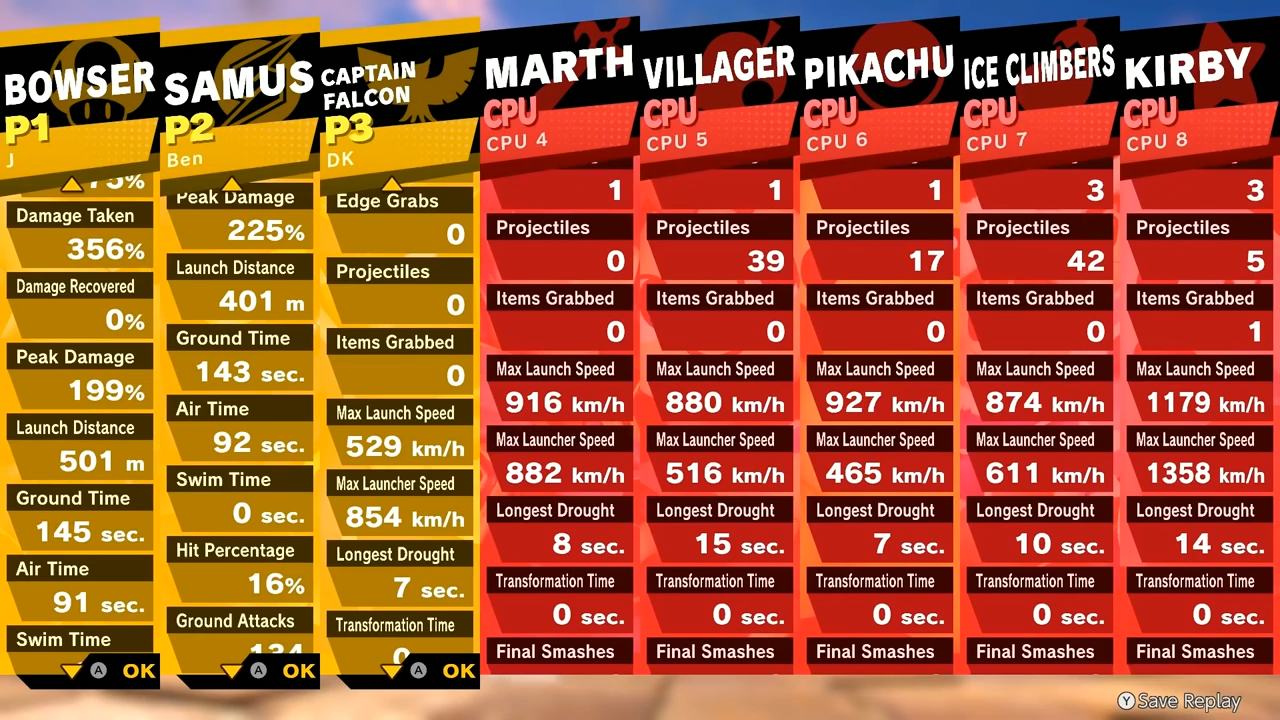 BOWSER
P1
J
75%
Damage Taken
356%
Damage Recovered
0%
Peak Damage
199%
Launch Distance
501 m
Ground Time
145 sec.
Air Time
91 sec.
Swim Time
A OK
SAMUS
P2
Ben
Peak Damage
225%
Launch Distance
401 m
Ground Time
143 sec.
Air Time
92 sec.
Swim Time
0 sec.
Hit Percentage
16%
Ground Attacks
134
A OK
CAPTAIN
FALCON
P3
DK
Edge Grabs
0
Projectiles
0
Items Grabbed
0
Max Launch Speed
529 km/h
Max Launcher Speed
854 km/h
Longest Drought
7 sec.
Transformation Time
0
A OK
MARTH
CPU
CPU 4
1
Projectiles
0
Items Grabbed
0
Max Launch Speed
916 km/h
Max Launcher Speed
882 km/h
Longest Drought
8 sec.
Transformation Time
0 sec.
Final Smashes
VILLAGER
CPU
CPU 5
1
Projectiles
39
Items Grabbed
0
Max Launch Speed
880 km/h
Max Launcher Speed
516 km/h
Longest Drought
15 sec.
Transformation Time
0 sec.
Final Smashes
PIKACHU
CPU
CPU 6
1
Projectiles
17
Items Grabbed
0
Max Launch Speed
927 km/h
Max Launcher Speed
465 km/h
Longest Drought
7 sec.
Transformation Time
0 sec.
Final Smashes
ICE CLIMBERS
CPU
CPU 7
3
Projectiles
42
Items Grabbed
0
Max Launch Speed
874 km/h
Max Launcher Speed
611 km/h
Longest Drought
10 sec.
Transformation Time
0 sec.
Final Smashes
KIRBY
CPU
CPU 8
3
Projectiles
5
Items Grabbed
1
Max Launch Speed
1179 km/h
Max Launcher Speed
1358 km/h
Longest Drought
14 sec.
Transformation Time
0 sec.
Final Smashes
Y Save Replay